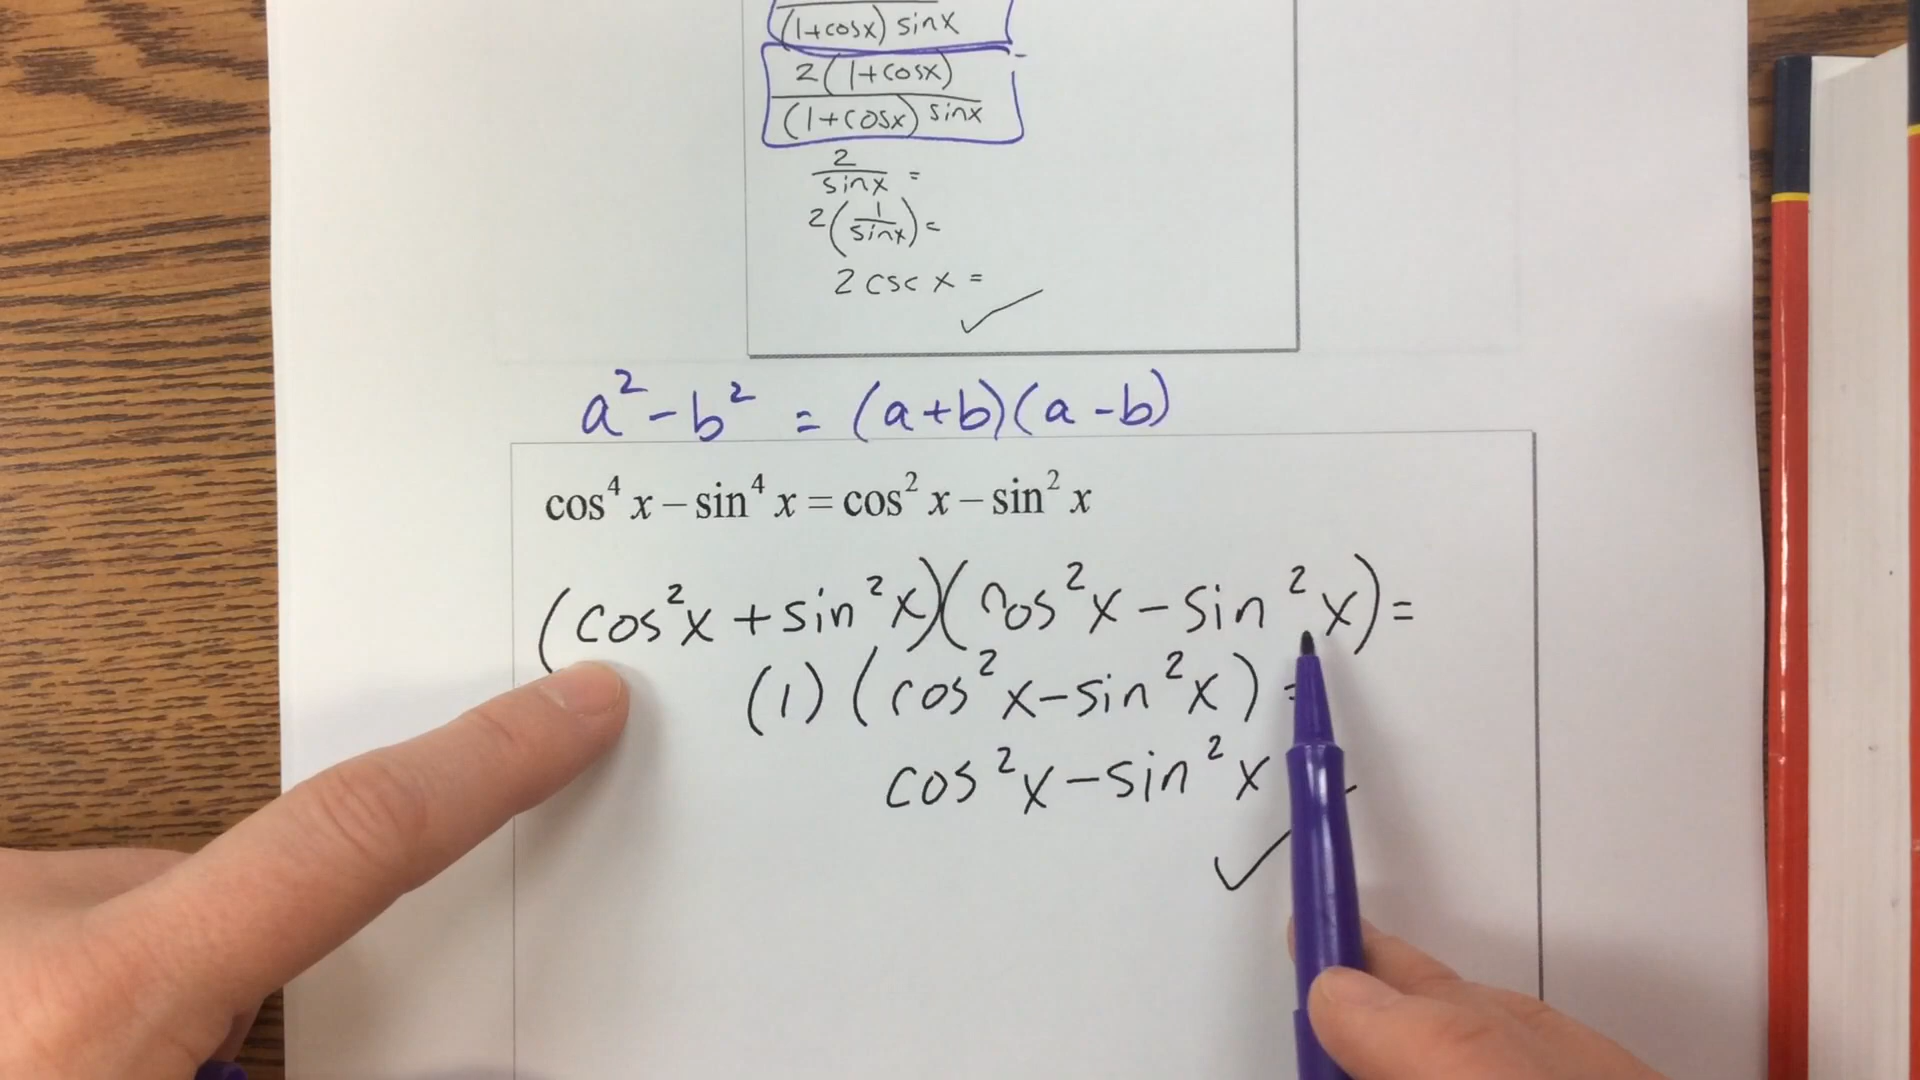 (1+cosx) sinx
2(1+cosx)
(1+cosx) sinx
2
sinx =
2(1/sinx)=
2 csc x =
✓
a² - b² = (a+b)(a-b)
cos⁴ x – sin⁴ x = cos² x – sin² x
(cos²x + sin²x)(cos²x - sin²x) =
(1)(cos²x - sin²x) =
cos²x - sin²x
✓